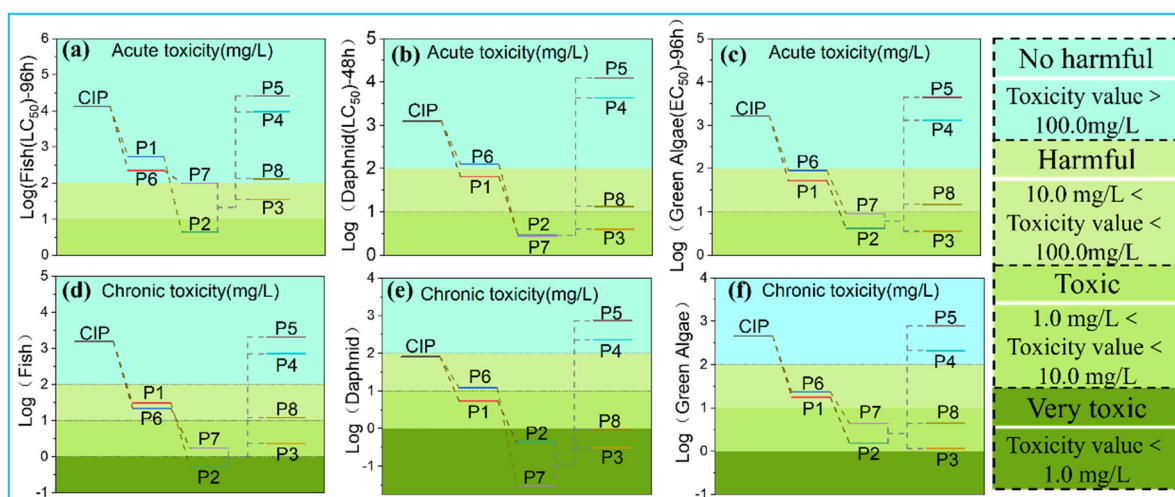 (a)
Acute toxicity(mg/L)
Log(Fish(LC50)-96h)
6
5
4
3
2
1
0
CIP
P1
P6
P7
P2
P5
P4
P8
P3
(b)
Acute toxicity(mg/L)
Log（Daphnid(LC50)-48h）
5
4
3
2
1
0
CIP
P6
P1
P2
P7
P5
P4
P8
P3
(c)
Acute toxicity(mg/L)
Log（Green Algae(EC50)-96h）
5
4
3
2
1
0
CIP
P6
P1
P7
P2
P5
P4
P8
P3
(d)
Chronic toxicity(mg/L)
Log（Fish）
5
4
3
2
1
0
-1
CIP
P1
P6
P7
P2
P5
P4
P8
P3
(e)
Chronic toxicity(mg/L)
Log（Daphnid）
4
3
2
1
0
-1
CIP
P6
P1
P2
P7
P5
P4
P8
P3
(f)
Chronic toxicity(mg/L)
Log（Green Algae）
4
3
2
1
0
-1
CIP
P6
P1
P7
P2
P5
P4
P8
P3
No harmful
Toxicity value >
100.0mg/L
Harmful
10.0 mg/L <
Toxicity value <
100.0mg/L
Toxic
1.0 mg/L <
Toxicity value <
10.0 mg/L
Very toxic
Toxicity value <
1.0 mg/L